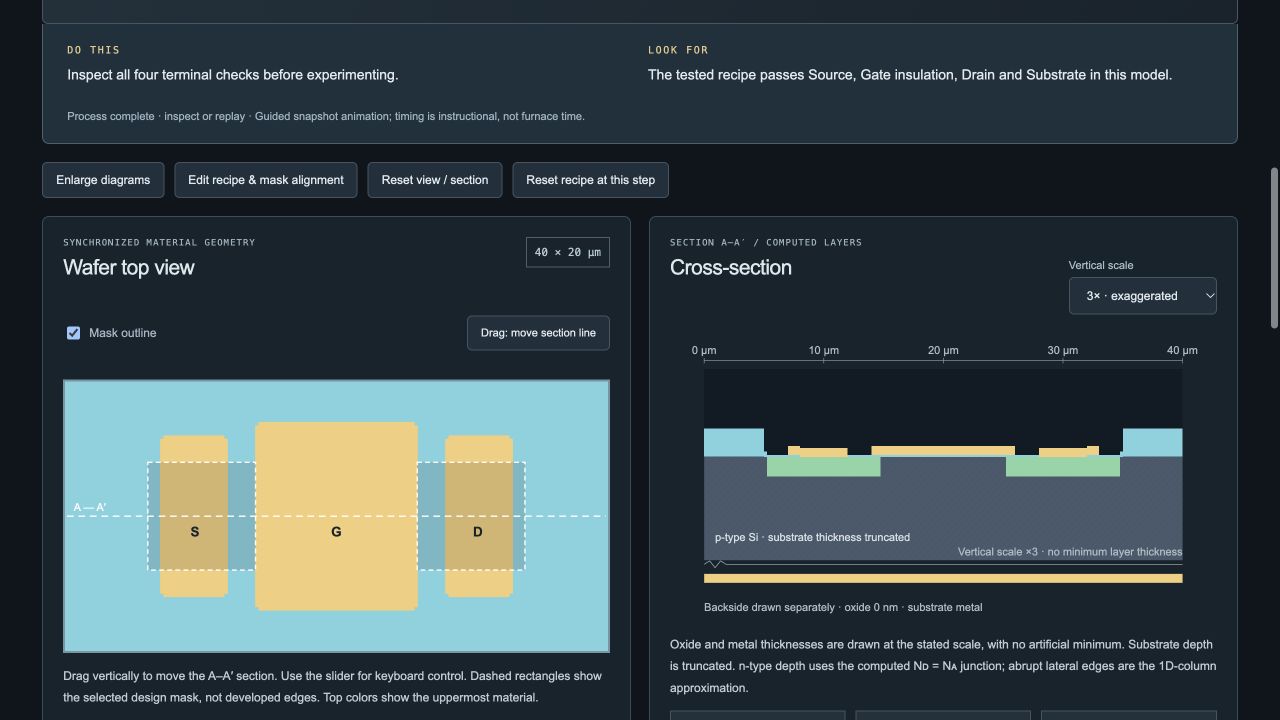 DO THIS
Inspect all four terminal checks before experimenting.
LOOK FOR
The tested recipe passes Source, Gate insulation, Drain and Substrate in this model.
Process complete · inspect or replay · Guided snapshot animation; timing is instructional, not furnace time.
Enlarge diagrams
Edit recipe & mask alignment
Reset view / section
Reset recipe at this step
SYNCHRONIZED MATERIAL GEOMETRY
Wafer top view
40 × 20 µm
Mask outline
Drag: move section line
A—A′
S
G
D
Drag vertically to move the A–A′ section. Use the slider for keyboard control. Dashed rectangles show
the selected design mask, not developed edges. Top colors show the uppermost material.
SECTION A–A′ / COMPUTED LAYERS
Cross-section
Vertical scale
3× · exaggerated
0 µm
10 µm
20 µm
30 µm
40 µm
p-type Si · substrate thickness truncated
Vertical scale ×3 · no minimum layer thickness
Backside drawn separately · oxide 0 nm · substrate metal
Oxide and metal thicknesses are drawn at the stated scale, with no artificial minimum. Substrate depth
is truncated. n-type depth uses the computed Nᴅ = Nᴀ junction; abrupt lateral edges are the 1D-column
approximation.